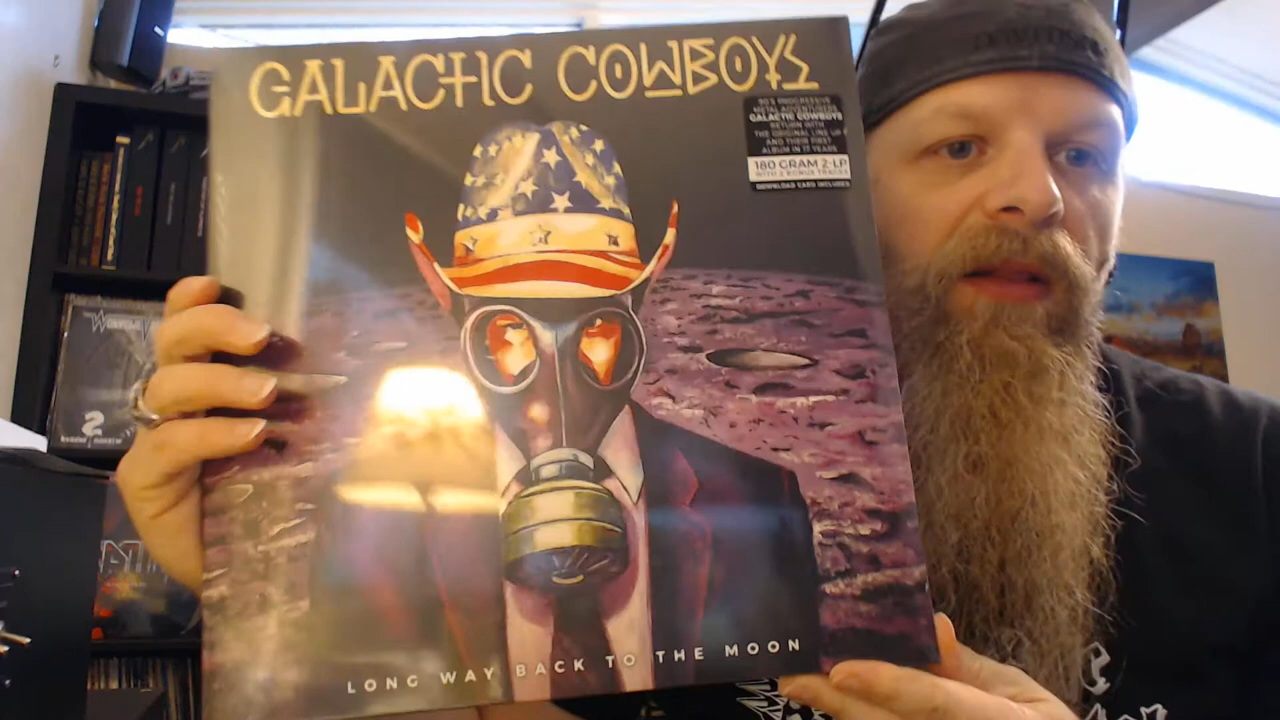 GALACTIC COWBOYS
90'S PROGRESSIVE
METAL ADVENTURERS
GALACTIC COWBOYS
RETURN WITH
THE ORIGINAL LINE UP
AND THEIR FIRST
ALBUM IN 17 YEARS
180 GRAM 2-LP
WITH 2 BONUS TRACKS
DOWNLOAD CARD INCLUDED
LONG WAY BACK TO THE MOON